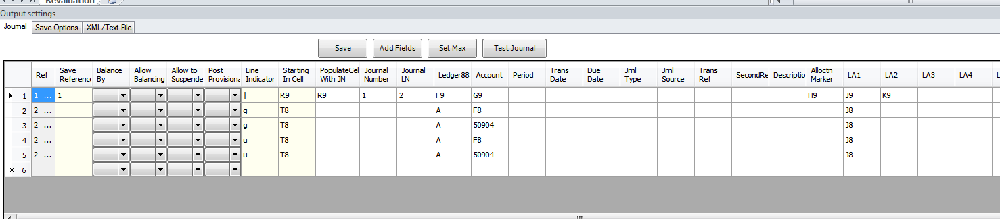 Revaluation
Output settings
Journal Save Options XML/Text File
Save Add Fields Set Max Test Journal
Ref Save Reference Balance By Allow Balancing Allow to Suspende Post Provisiona Line Indicator Starting In Cell PopulateCel With JN Journal Number Journal LN Ledger888 Account Period Trans Date Due Date Jrnl Type Jrnl Source Trans Ref SecondRe Descriptio Alloctn Marker LA1 LA2 LA3 LA4
1 1 ... 1 | R9 R9 1 2 F9 G9 H9 J9 K9
2 2 ... g T8 A F8 J8
3 2 ... g T8 A 50904 J8
4 2 ... u T8 A F8 J8
5 2 ... u T8 A 50904 J8
6